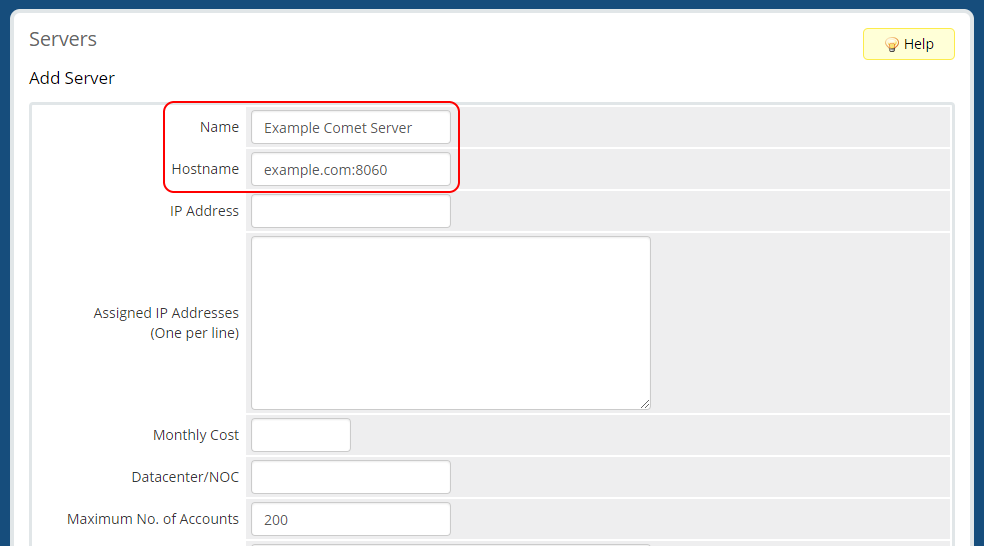 Servers
Help
Add Server
Name
Example Comet Server
Hostname
example.com:8060
IP Address
Assigned IP Addresses
(One per line)
Monthly Cost
Datacenter/NOC
Maximum No. of Accounts
200